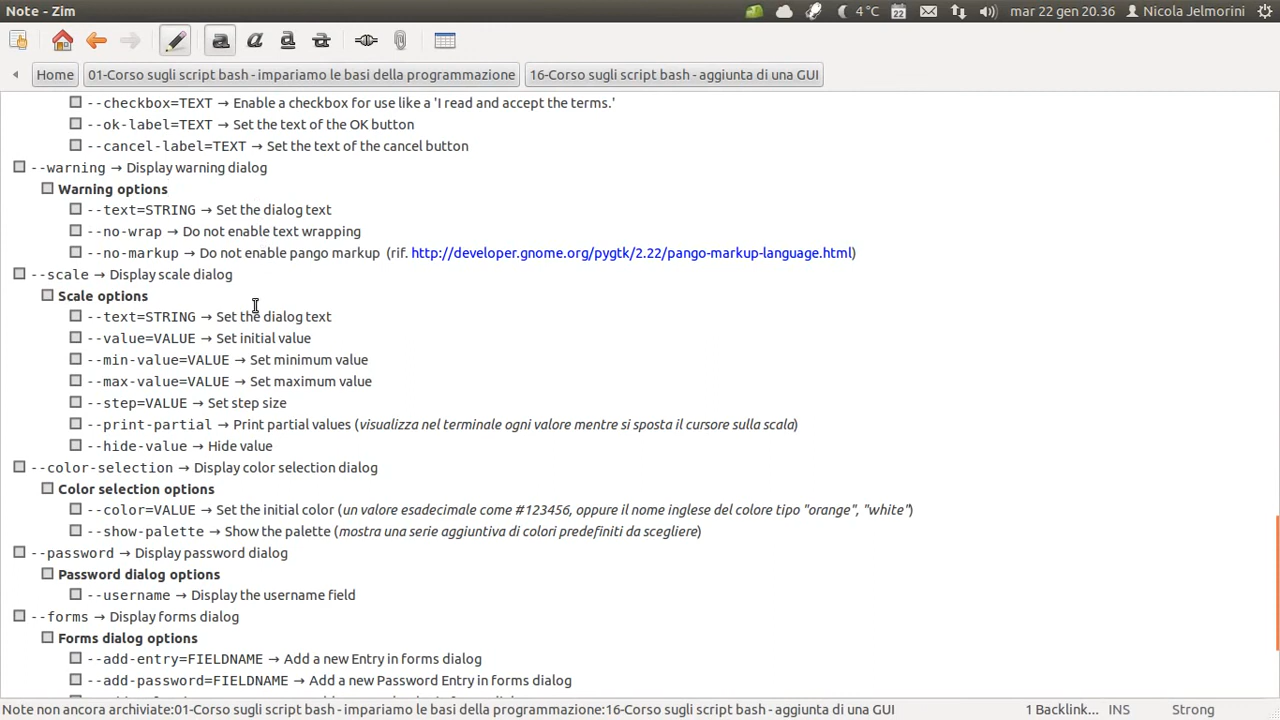 Note - Zim
4 °C
22
mar 22 gen 20.36
Nicola Jelmorini
a a a a
Home
01-Corso sugli script bash - impariamo le basi della programmazione
16-Corso sugli script bash - aggiunta di una GUI
--checkbox=TEXT → Enable a checkbox for use like a 'I read and accept the terms.'
--ok-label=TEXT → Set the text of the OK button
--cancel-label=TEXT → Set the text of the cancel button
--warning → Display warning dialog
Warning options
--text=STRING → Set the dialog text
--no-wrap → Do not enable text wrapping
--no-markup → Do not enable pango markup (rif. http://developer.gnome.org/pygtk/2.22/pango-markup-language.html)
--scale → Display scale dialog
Scale options
--text=STRING → Set the dialog text
--value=VALUE → Set initial value
--min-value=VALUE → Set minimum value
--max-value=VALUE → Set maximum value
--step=VALUE → Set step size
--print-partial → Print partial values (visualizza nel terminale ogni valore mentre si sposta il cursore sulla scala)
--hide-value → Hide value
--color-selection → Display color selection dialog
Color selection options
--color=VALUE → Set the initial color (un valore esadecimale come #123456, oppure il nome inglese del colore tipo "orange", "white")
--show-palette → Show the palette (mostra una serie aggiuntiva di colori predefiniti da scegliere)
--password → Display password dialog
Password dialog options
--username → Display the username field
--forms → Display forms dialog
Forms dialog options
--add-entry=FIELDNAME → Add a new Entry in forms dialog
--add-password=FIELDNAME → Add a new Password Entry in forms dialog
Note non ancora archiviate:01-Corso sugli script bash - impariamo le basi della programmazione:16-Corso sugli script bash - aggiunta di una GUI
1 Backlink...
INS
Strong